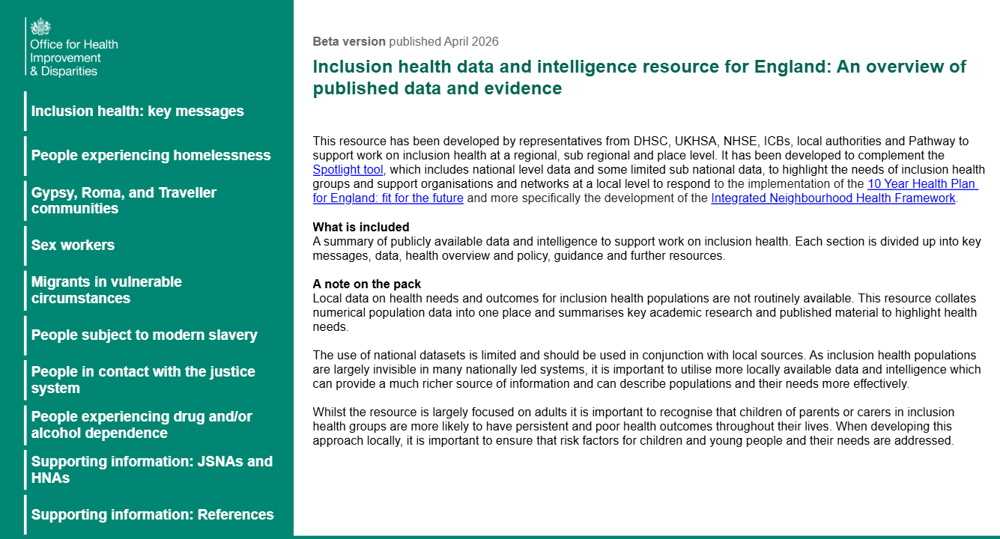 Office for Health
Improvement
& Disparities
Inclusion health: key messages
People experiencing homelessness
Gypsy, Roma, and Traveller
communities
Sex workers
Migrants in vulnerable
circumstances
People subject to modern slavery
People in contact with the justice
system
People experiencing drug and/or
alcohol dependence
Supporting information: JSNAs and
HNAs
Supporting information: References
Beta version published April 2026
Inclusion health data and intelligence resource for England: An overview of
published data and evidence
This resource has been developed by representatives from DHSC, UKHSA, NHSE, ICBs, local authorities and Pathway to
support work on inclusion health at a regional, sub regional and place level. It has been developed to complement the
Spotlight tool, which includes national level data and some limited sub national data, to highlight the needs of inclusion health
groups and support organisations and networks at a local level to respond to the implementation of the 10 Year Health Plan
for England: fit for the future and more specifically the development of the Integrated Neighbourhood Health Framework.
What is included
A summary of publicly available data and intelligence to support work on inclusion health. Each section is divided up into key
messages, data, health overview and policy, guidance and further resources.
A note on the pack
Local data on health needs and outcomes for inclusion health populations are not routinely available. This resource collates
numerical population data into one place and summarises key academic research and published material to highlight health
needs.
The use of national datasets is limited and should be used in conjunction with local sources. As inclusion health populations
are largely invisible in many nationally led systems, it is important to utilise more locally available data and intelligence which
can provide a much richer source of information and can describe populations and their needs more effectively.
Whilst the resource is largely focused on adults it is important to recognise that children of parents or carers in inclusion
health groups are more likely to have persistent and poor health outcomes throughout their lives. When developing this
approach locally, it is important to ensure that risk factors for children and young people and their needs are addressed.